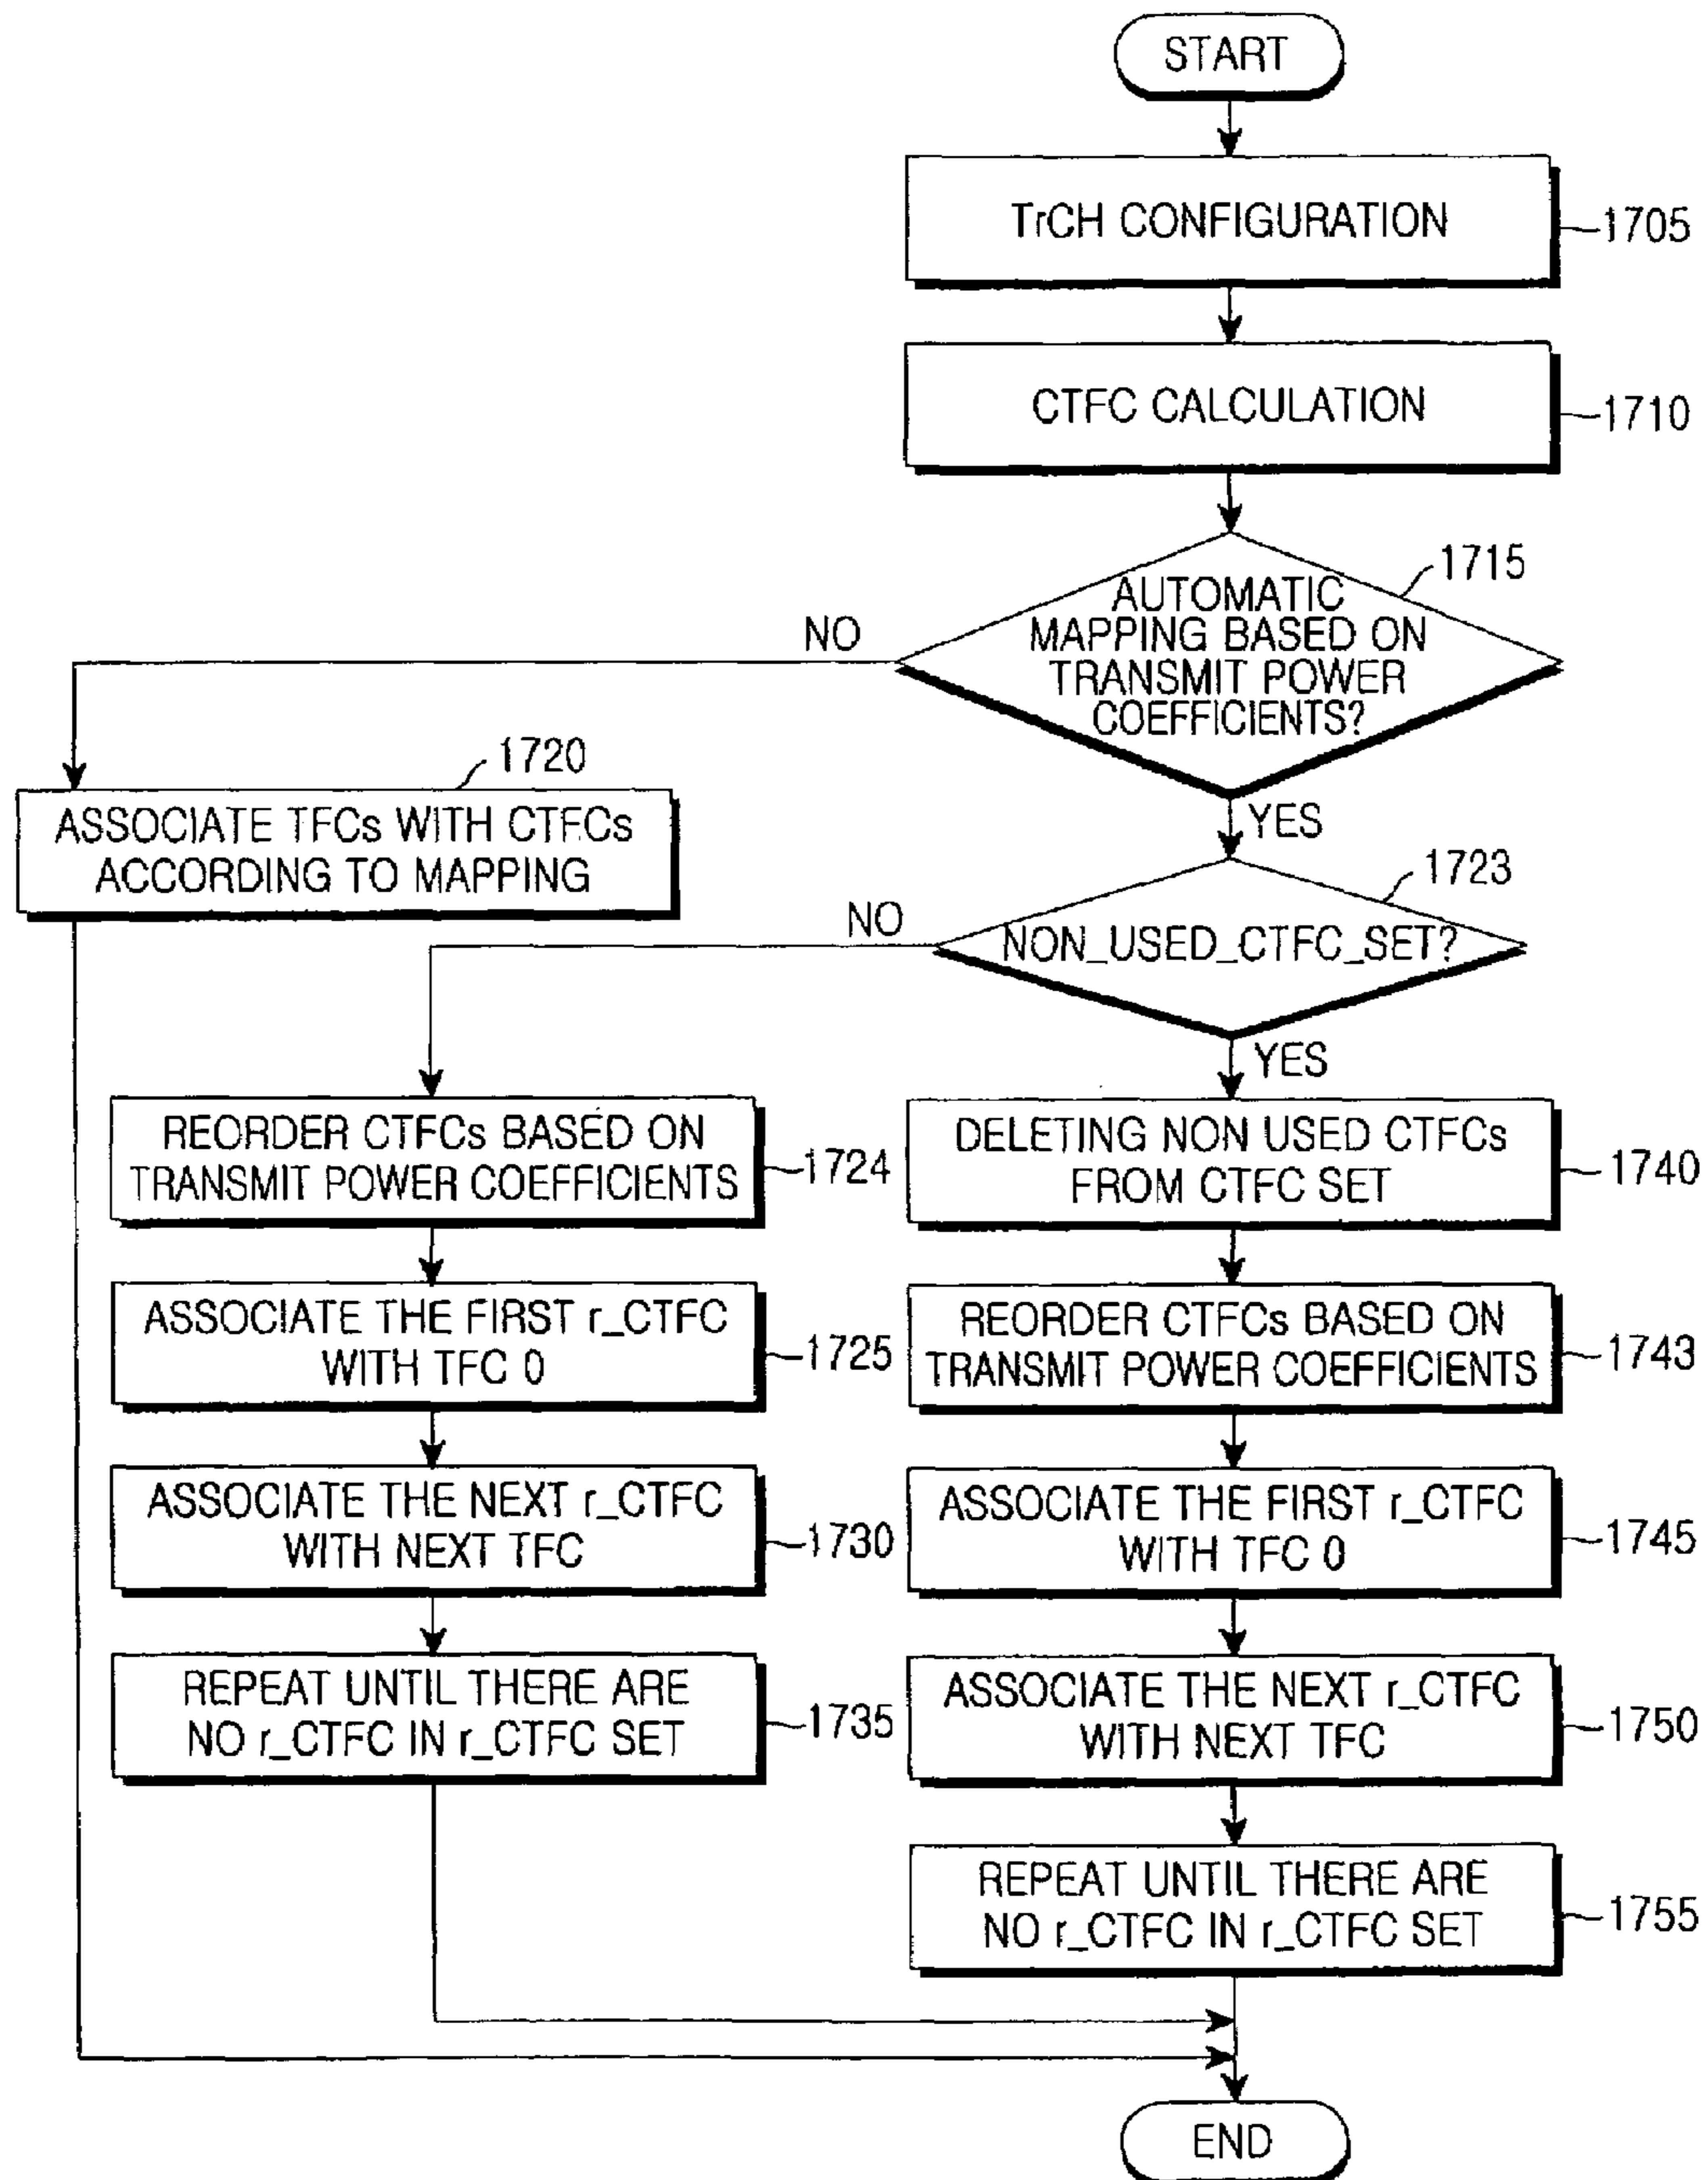 START
TrCH CONFIGURATION
1705
CTFC CALCULATION
1710
1715
AUTOMATIC
MAPPING BASED ON
TRANSMIT POWER
COEFFICIENTS?
NO
YES
1720
ASSOCIATE TFCs WITH CTFCs
ACCORDING TO MAPPING
1723
NON_USED_CTFC_SET?
NO
YES
REORDER CTFCs BASED ON
TRANSMIT POWER COEFFICIENTS
1724
ASSOCIATE THE FIRST r_CTFC
WITH TFC 0
1725
ASSOCIATE THE NEXT r_CTFC
WITH NEXT TFC
1730
REPEAT UNTIL THERE ARE
NO r_CTFC IN r_CTFC SET
1735
DELETING NON USED CTFCs
FROM CTFC SET
1740
REORDER CTFCs BASED ON
TRANSMIT POWER COEFFICIENTS
1743
ASSOCIATE THE FIRST r_CTFC
WITH TFC 0
1745
ASSOCIATE THE NEXT r_CTFC
WITH NEXT TFC
1750
REPEAT UNTIL THERE ARE
NO r_CTFC IN r_CTFC SET
1755
END